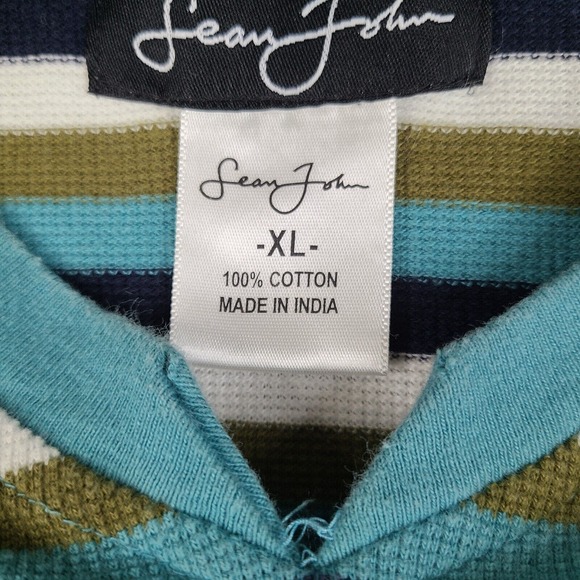 Sean John
Sean John
-XL-
100% COTTON
MADE IN INDIA